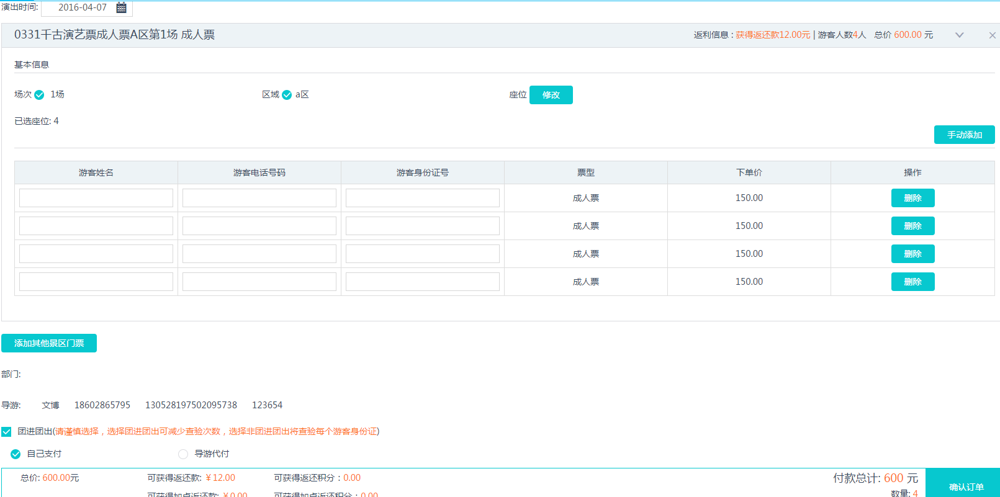 演出时间: 2016-04-07
0331千古演艺票成人票A区第1场 成人票 返利信息 : 获得返还款12.00元 | 游客人数4人 总价 600.00 元
基本信息
场次 1场 区域 a区 座位 修改
已选座位: 4
手动添加
游客姓名 游客电话号码 游客身份证号 票型 下单价 操作
成人票 150.00 删除
成人票 150.00 删除
成人票 150.00 删除
成人票 150.00 删除
添加其他景区门票
部门:
导游: 文博 18602865795 130528197502095738 123654
团进团出(请谨慎选择，选择团进团出可减少查验次数，选择非团进团出将查验每个游客身份证)
自己支付 导游代付
总价: 600.00元 可获得返还款: ￥12.00 可获得返还积分：0.00 付款总计: 600 元
确认订单
可获得加点返还款: ￥0.00 可获得加点返还积分：0.00 数量: 4